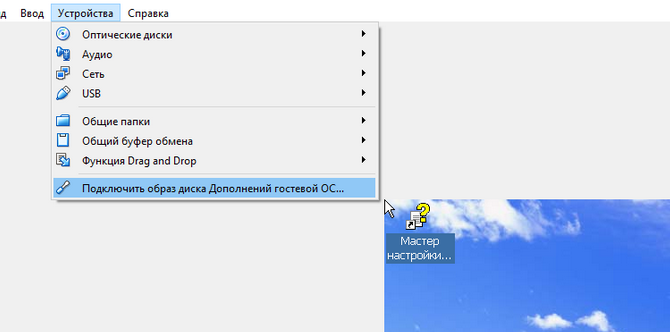 ид Ввод Устройства Справка
Оптические диски
Аудио
Сеть
USB
Общие папки
Общий буфер обмена
Функция Drag and Drop
Подключить образ диска Дополнений гостевой ОС...
Мастер
настройки...